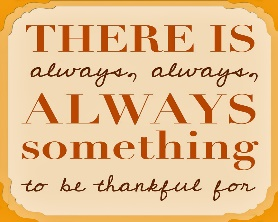 THERE IS
always, always,
ALWAYS
something
to be thankful for